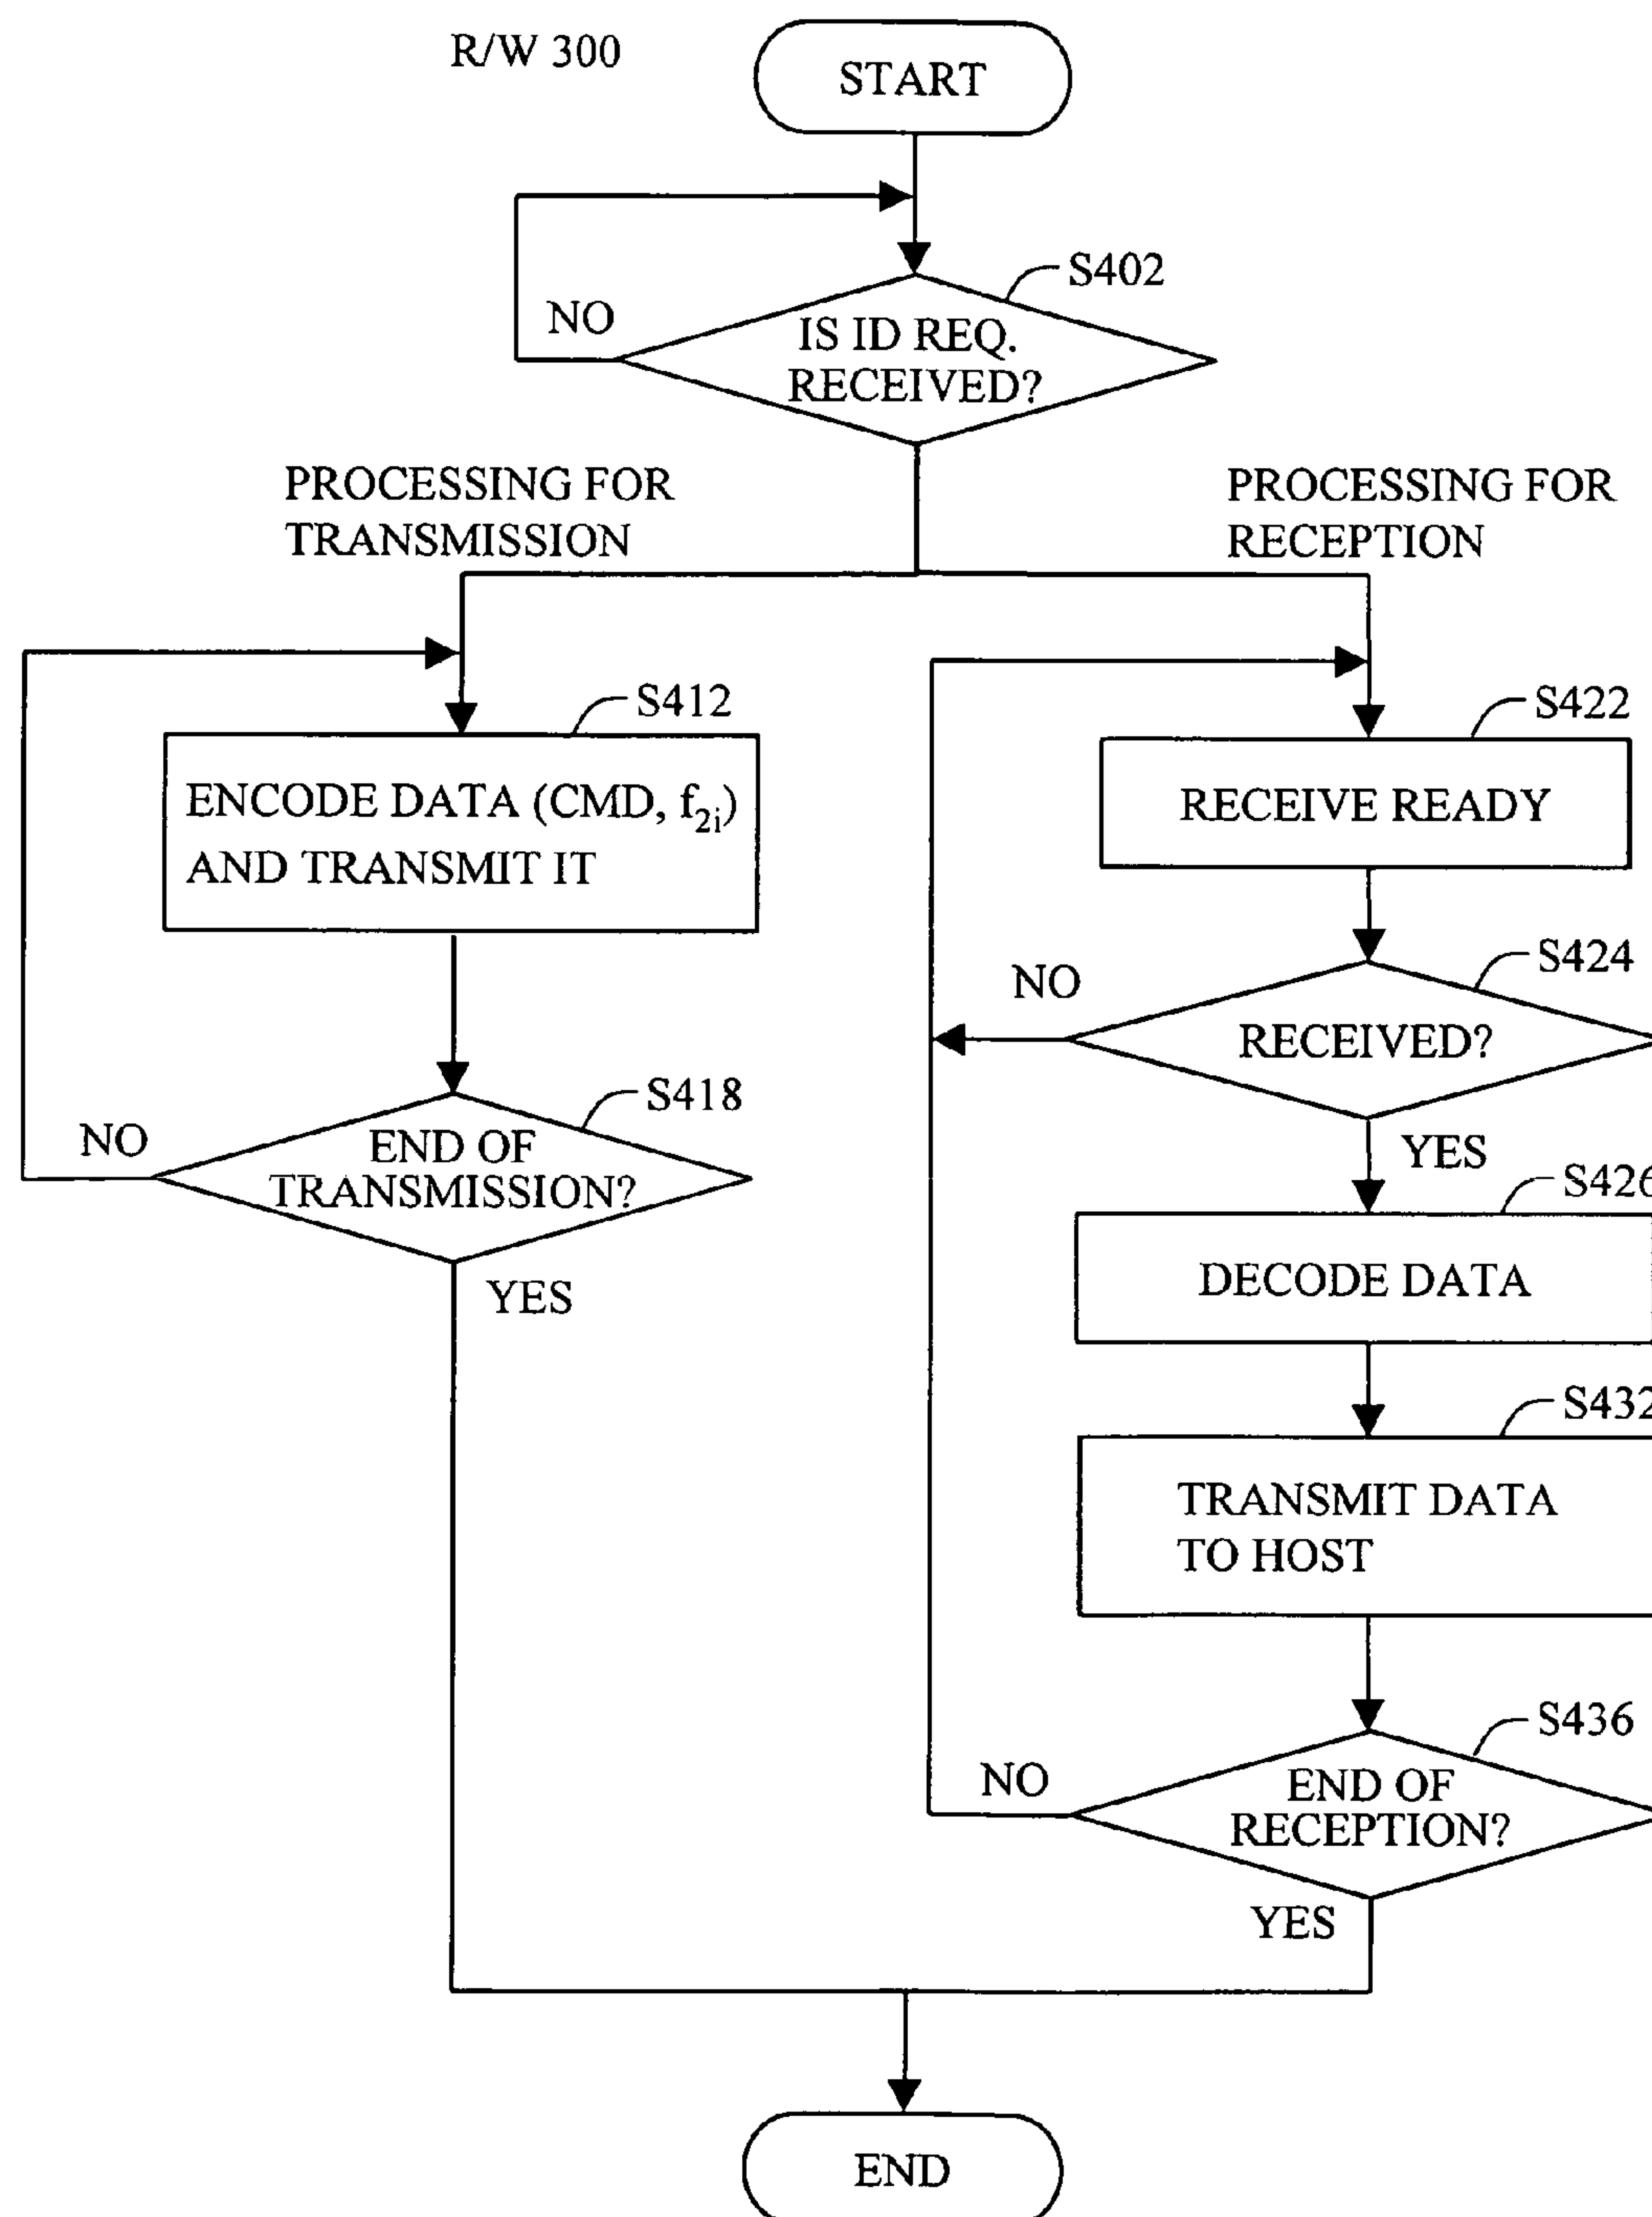 R/W 300
START
S402
NO
IS ID REQ.
RECEIVED?
PROCESSING FOR
TRANSMISSION
PROCESSING FOR
RECEPTION
S412
ENCODE DATA (CMD, f2i)
AND TRANSMIT IT
S418
NO
END OF
TRANSMISSION?
YES
S422
RECEIVE READY
S424
NO
RECEIVED?
YES
S426
DECODE DATA
S432
TRANSMIT DATA
TO HOST
S436
NO
END OF
RECEPTION?
YES
END